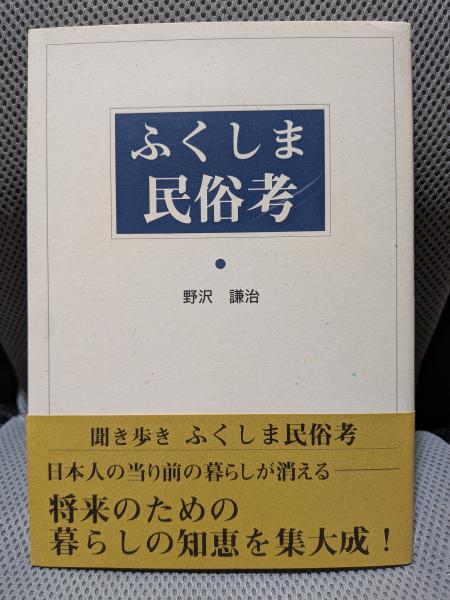 ふくしま
民俗考
野沢 謙治
聞き歩き ふくしま民俗考
日本人の当り前の暮らしが消える――
将来のための
暮らしの知恵を集大成！